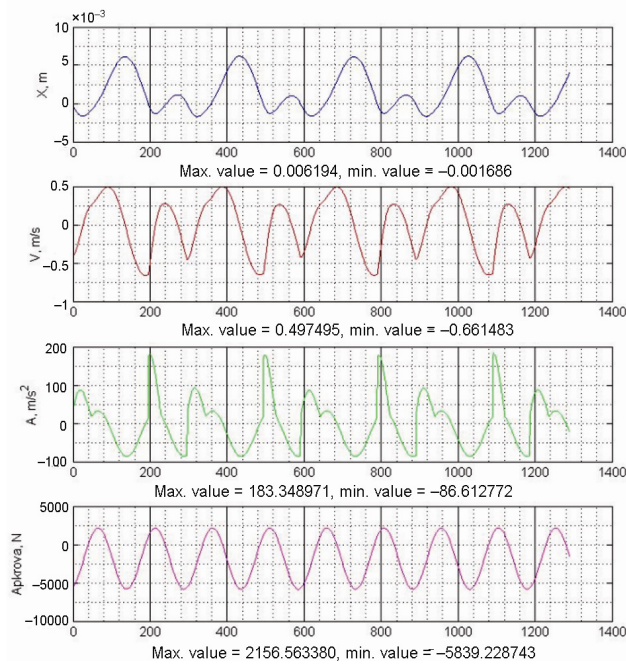 ×10⁻³
10
5
0
−5
X, m
0 200 400 600 800 1000 1200 1400
Max. value = 0.006194, min. value = −0.001686
0.5
0
−0.5
−1
V, m/s
0 200 400 600 800 1000 1200 1400
Max. value = 0.497495, min. value = −0.661483
200
100
0
−100
A, m/s²
0 200 400 600 800 1000 1200 1400
Max. value = 183.348971, min. value = −86.612772
5000
0
−5000
−10000
Apkrova, N
0 200 400 600 800 1000 1200 1400
Max. value = 2156.563380, min. value = −5839.228743